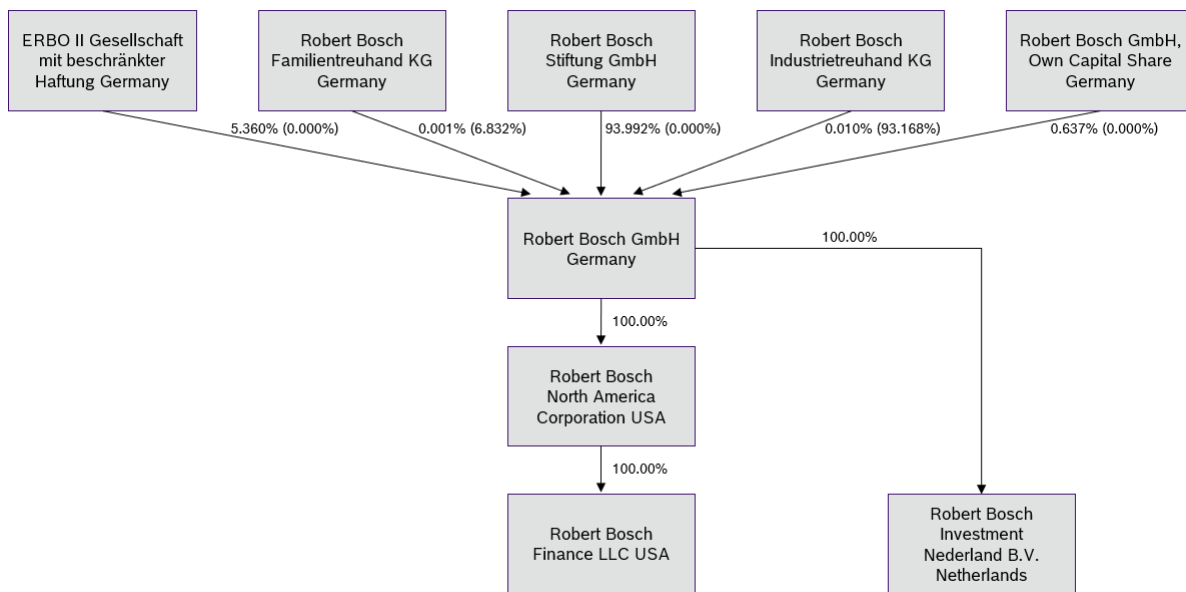 ERBO II Gesellschaft
mit beschränkter
Haftung Germany
Robert Bosch
Familientreuhand KG
Germany
Robert Bosch
Stiftung GmbH
Germany
Robert Bosch
Industrietreuhand KG
Germany
Robert Bosch GmbH,
Own Capital Share
Germany
5.360% (0.000%)
0.001% (6.832%)
93.992% (0.000%)
0.010% (93.168%)
0.637% (0.000%)
Robert Bosch GmbH
Germany
100.00%
100.00%
Robert Bosch
North America
Corporation USA
100.00%
Robert Bosch
Finance LLC USA
Robert Bosch
Investment
Nederland B.V.
Netherlands